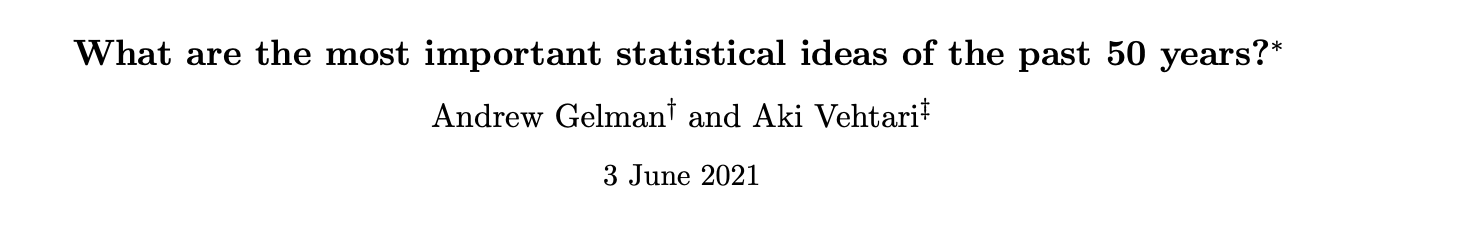 What are the most important statistical ideas of the past 50 years?*
Andrew Gelman† and Aki Vehtari‡
3 June 2021